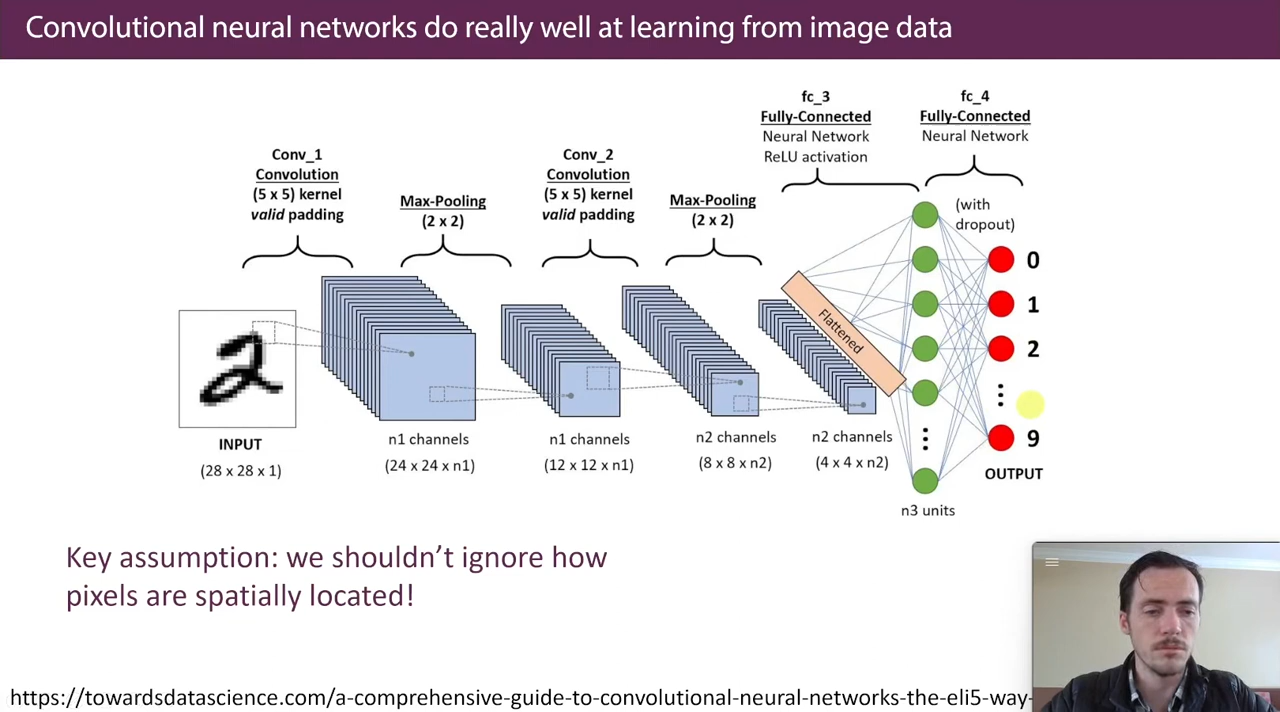 Convolutional neural networks do really well at learning from image data
fc_3
Fully-Connected
Neural Network
ReLU activation
fc_4
Fully-Connected
Neural Network
Conv_1
Convolution
(5 x 5) kernel
valid padding
Max-Pooling
(2 x 2)
Conv_2
Convolution
(5 x 5) kernel
valid padding
Max-Pooling
(2 x 2)
(with
dropout)
2
Flattened
0
1
2
9
INPUT
(28 x 28 x 1)
n1 channels
(24 x 24 x n1)
n1 channels
(12 x 12 x n1)
n2 channels
(8 x 8 x n2)
n2 channels
(4 x 4 x n2)
OUTPUT
n3 units
Key assumption: we shouldn’t ignore how
pixels are spatially located!
https://towardsdatascience.com/a-comprehensive-guide-to-convolutional-neural-networks-the-eli5-way-